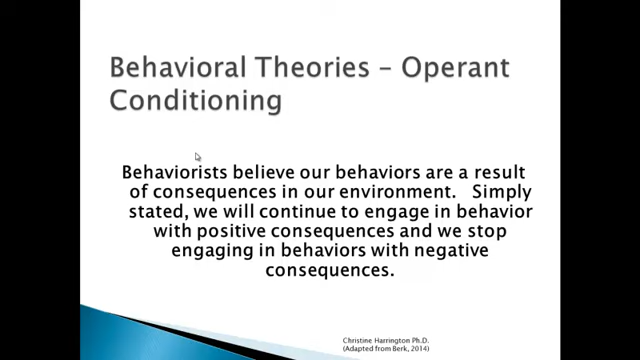 Behavioral Theories – Operant
Conditioning
Behaviorists believe our behaviors are a result
of consequences in our environment.   Simply
stated, we will continue to engage in behavior
with positive consequences and we stop
engaging in behaviors with negative
consequences.
Christine Harrington Ph.D.
(Adapted from Berk, 2014)